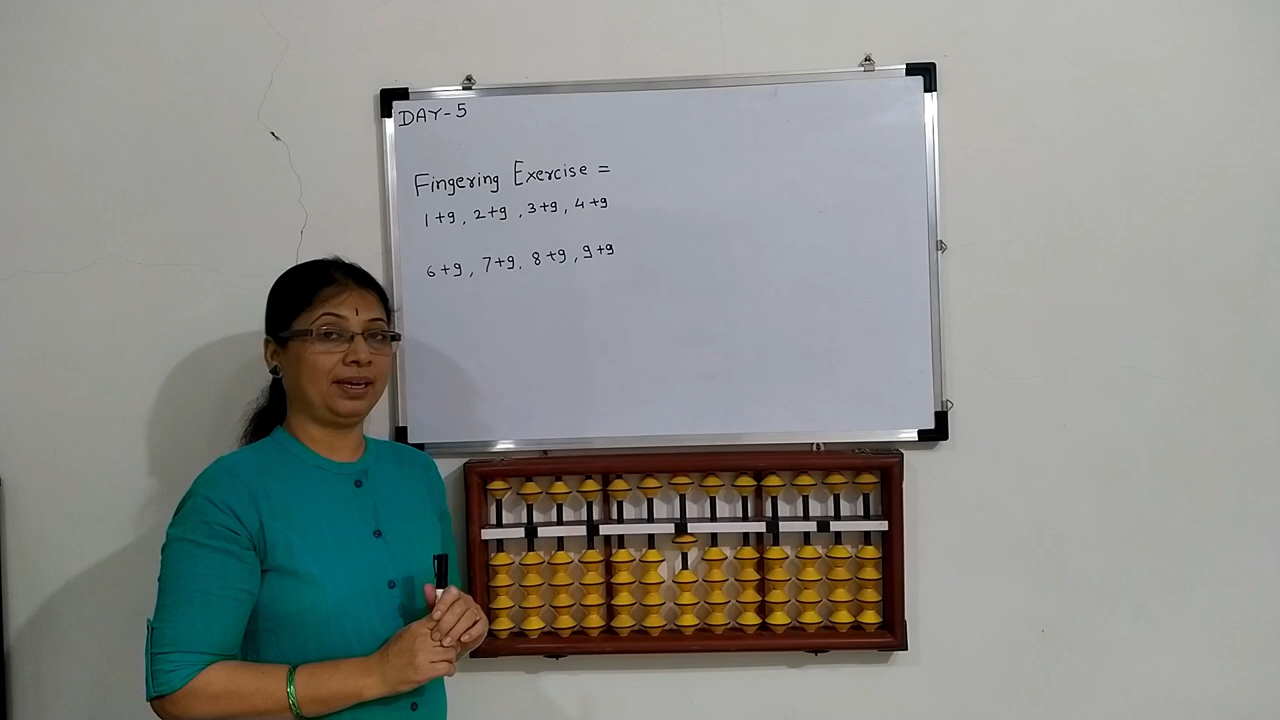 DAY-5
Fingering Exercise =
1+9, 2+9, 3+9, 4+9
6+9, 7+9, 8+9, 9+9